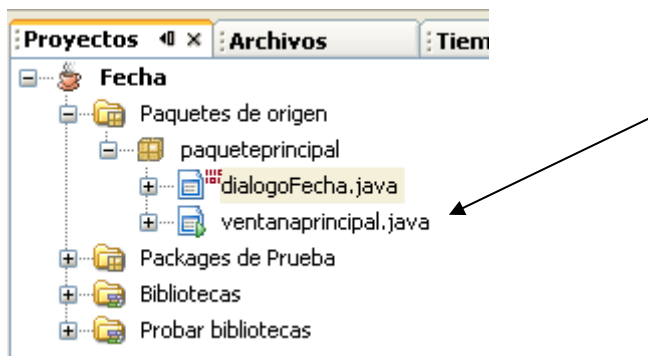 Proyectos Archivos Tiem
Fecha
Paquetes de origen
paqueteprincipal
dialogoFecha.java
ventanaprincipal.java
Packages de Prueba
Bibliotecas
Probar bibliotecas